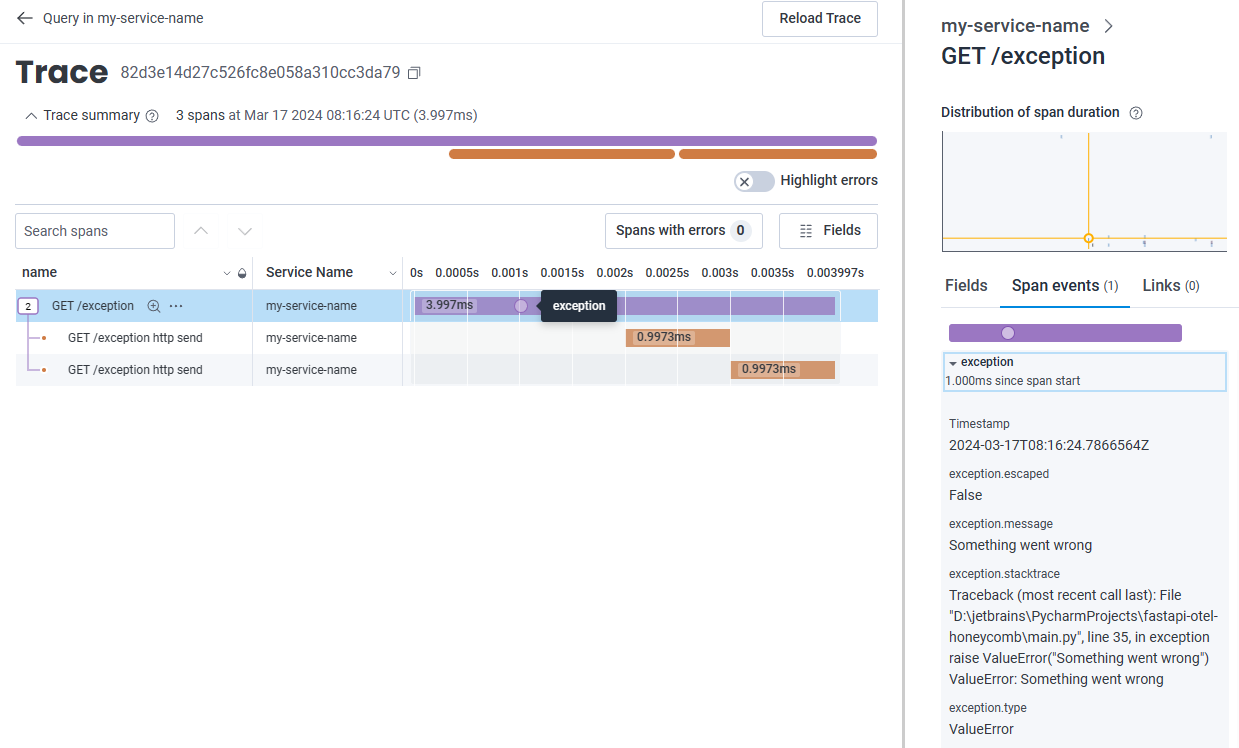 Query in my-service-name
Reload Trace
Trace 82d3e14d27c526fc8e058a310cc3da79
Trace summary 3 spans at Mar 17 2024 08:16:24 UTC (3.997ms)
Highlight errors
Search spans
Spans with errors 0
Fields
name Service Name 0s 0.0005s 0.001s 0.0015s 0.002s 0.0025s 0.003s 0.0035s 0.003997s
2 GET /exception my-service-name 3.997ms exception
GET /exception http send my-service-name 0.9973ms
GET /exception http send my-service-name 0.9973ms
my-service-name
GET /exception
Distribution of span duration
Fields Span events (1) Links (0)
exception
1.000ms since span start
Timestamp
2024-03-17T08:16:24.7866564Z
exception.escaped
False
exception.message
Something went wrong
exception.stacktrace
Traceback (most recent call last): File
"D:\jetbrains\PycharmProjects\fastapi-otel-
honeycomb\main.py", line 35, in exception
raise ValueError("Something went wrong")
ValueError: Something went wrong
exception.type
ValueError